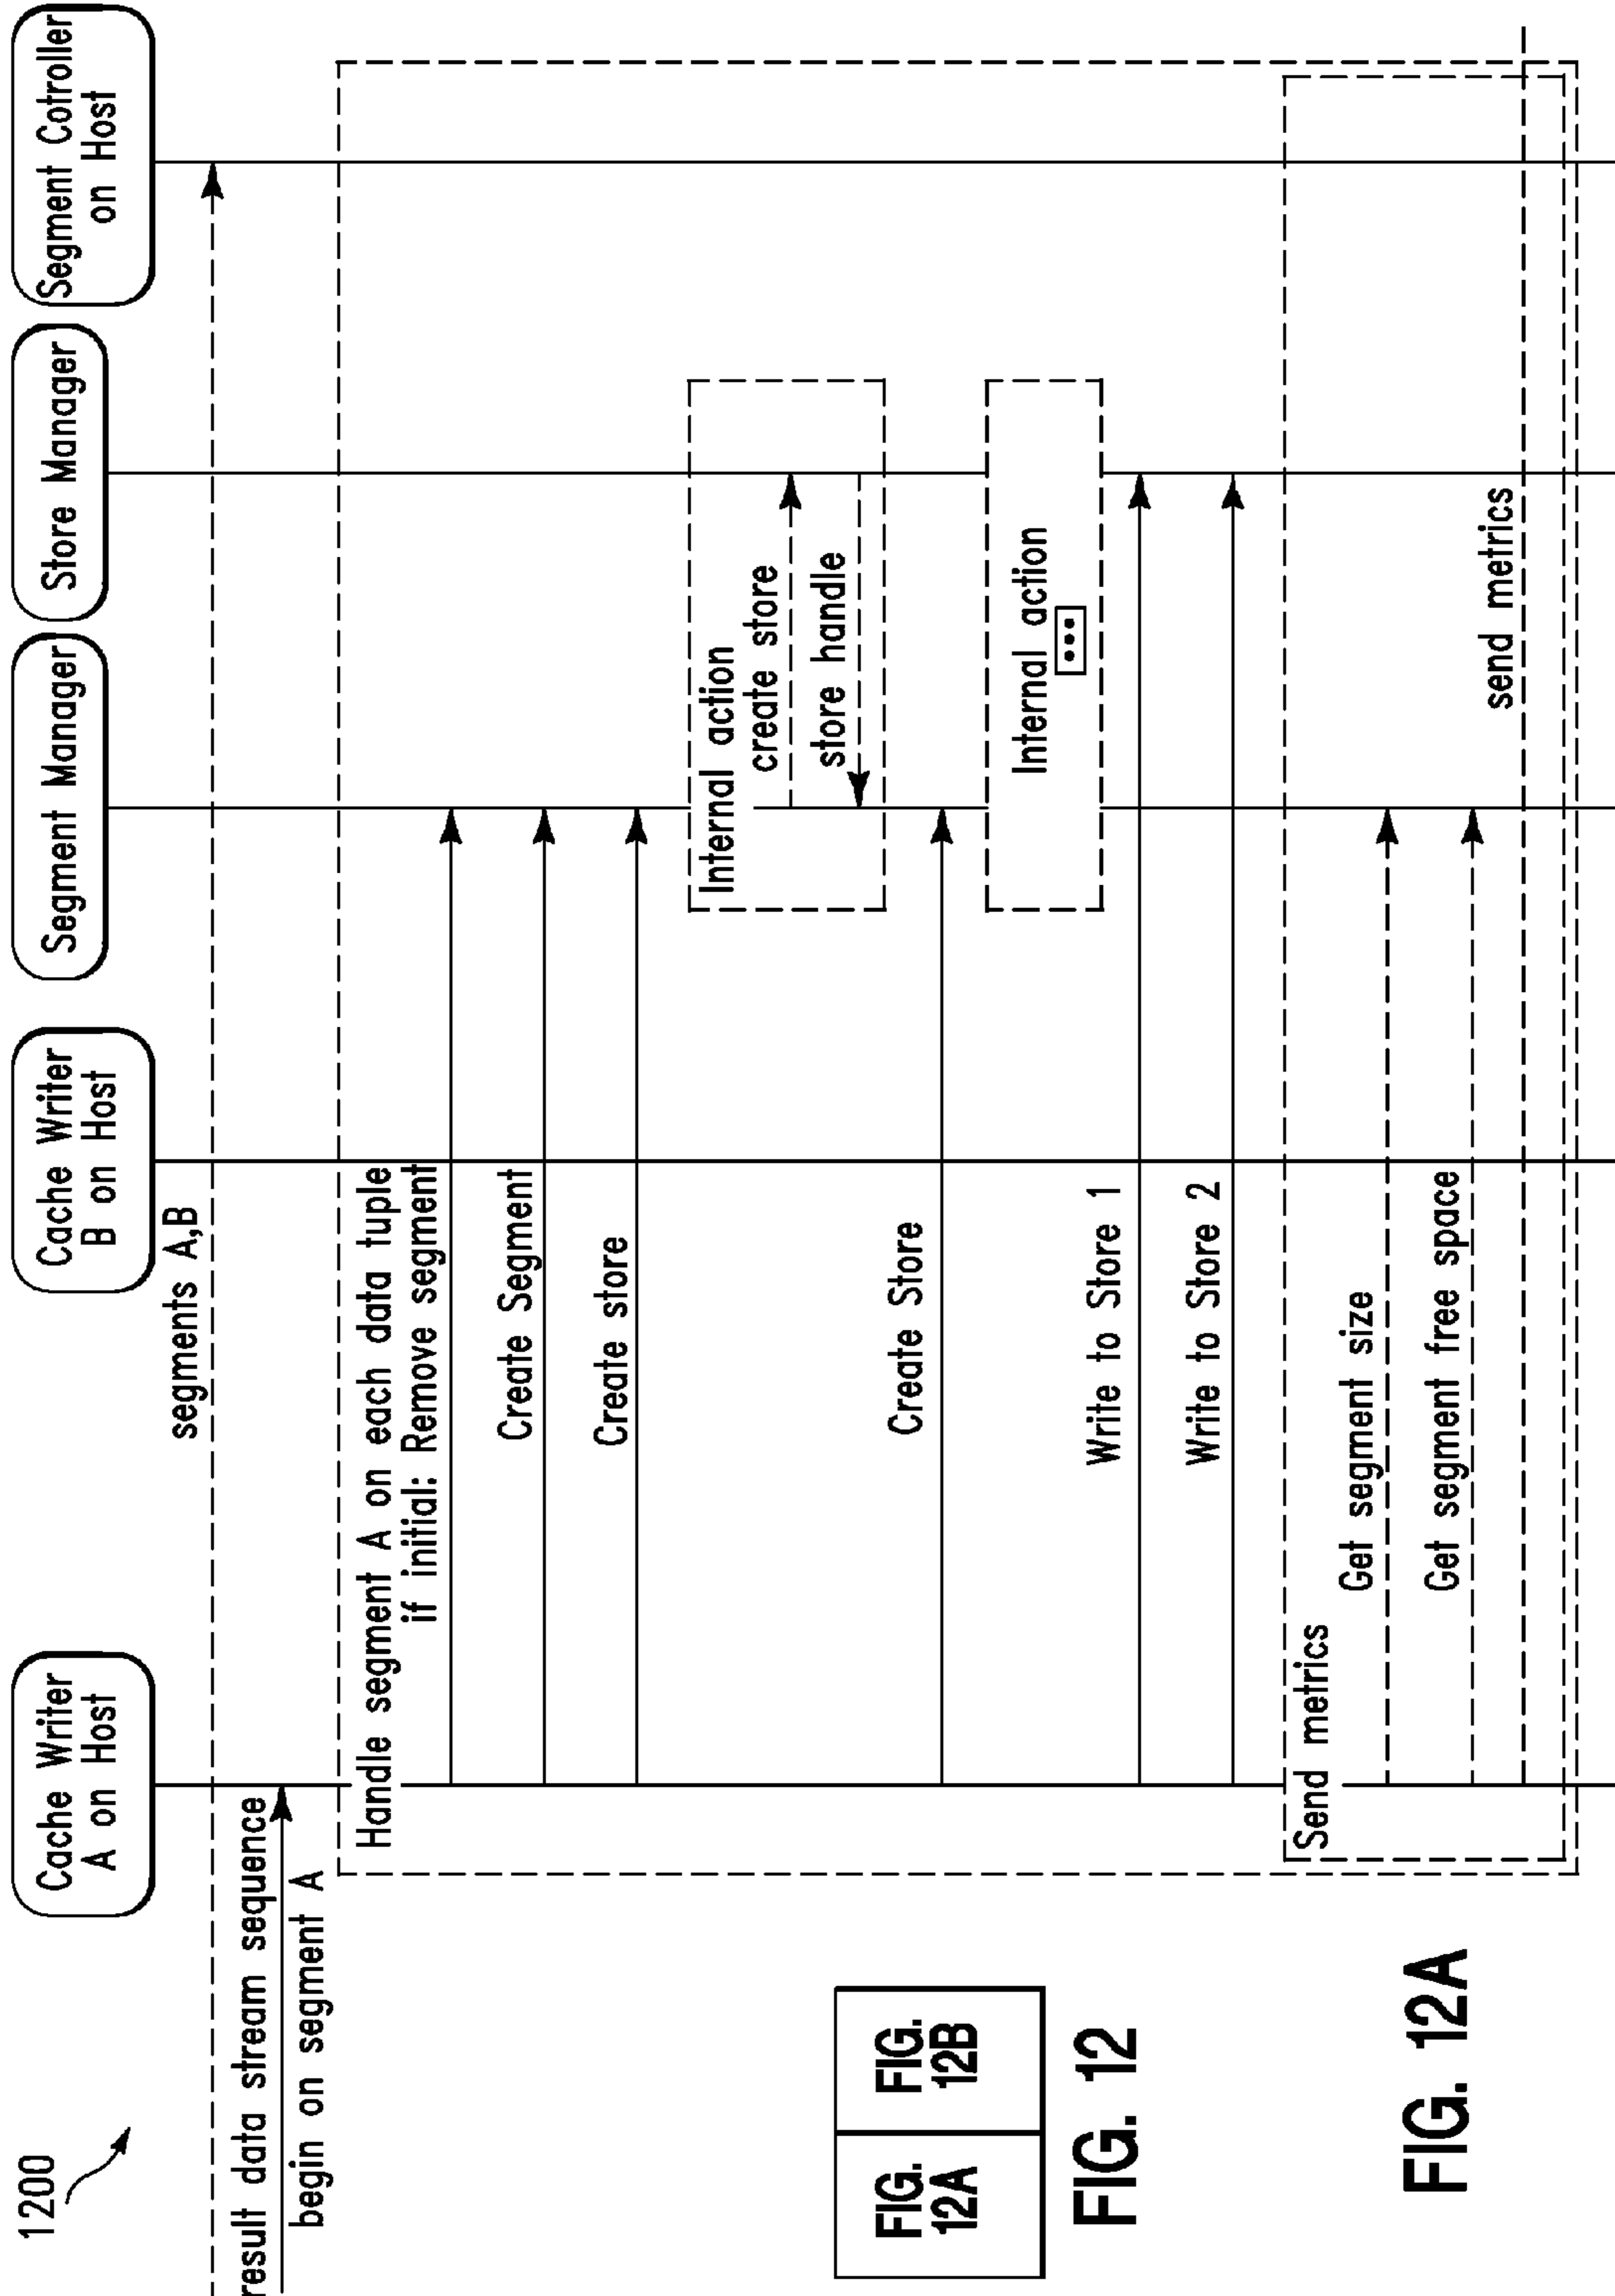 1200
Cache Writer
A on Host
Cache Writer
B on Host
Segment Manager
Store Manager
Segment Cotroller
on Host
segments A,B
result data stream sequence
begin on segment A
Handle segment A on each data tuple
if initial: Remove segment
Create Segment
Create store
Internal action
create store
store handle
Create Store
Internal action
Write to Store 1
Write to Store 2
Send metrics
Get segment size
Get segment free space
send metrics
FIG.
12A
FIG.
12B
FIG. 12
FIG. 12A